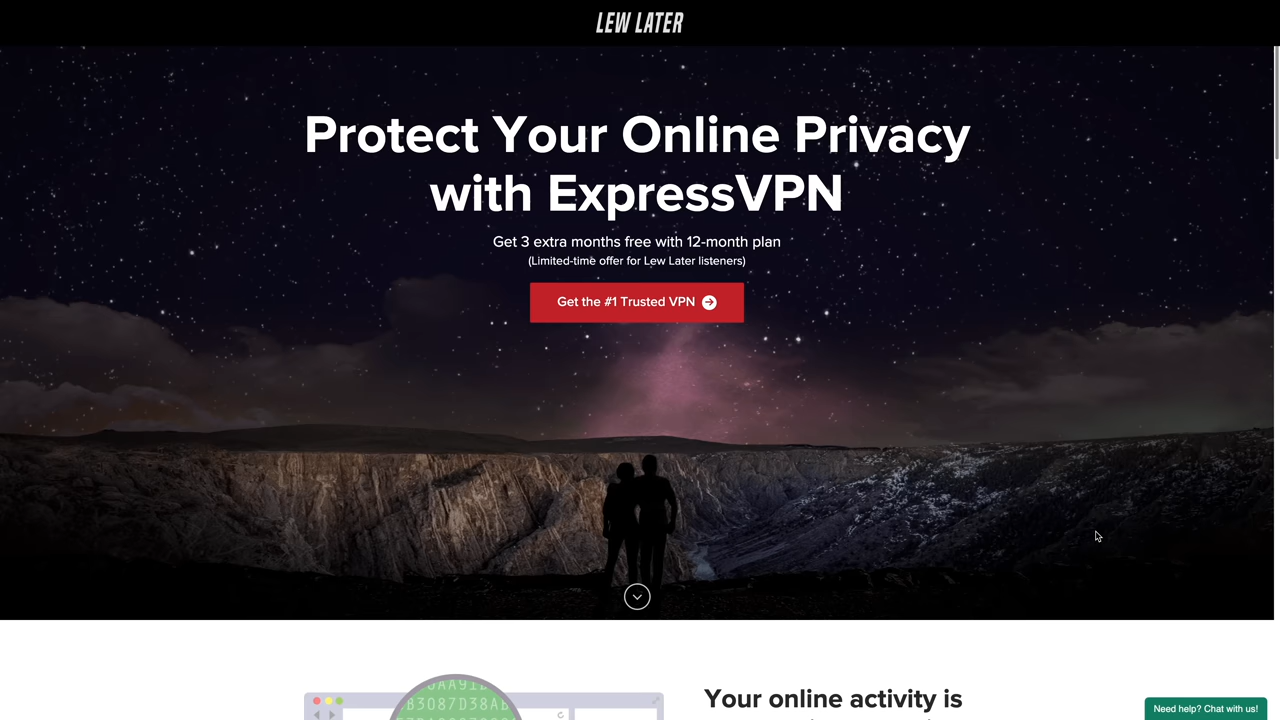 LEW LATER
Protect Your Online Privacy
with ExpressVPN
Get 3 extra months free with 12-month plan
(Limited-time offer for Lew Later listeners)
Get the #1 Trusted VPN
B3087D38AB
Your online activity is
Need help? Chat with us!